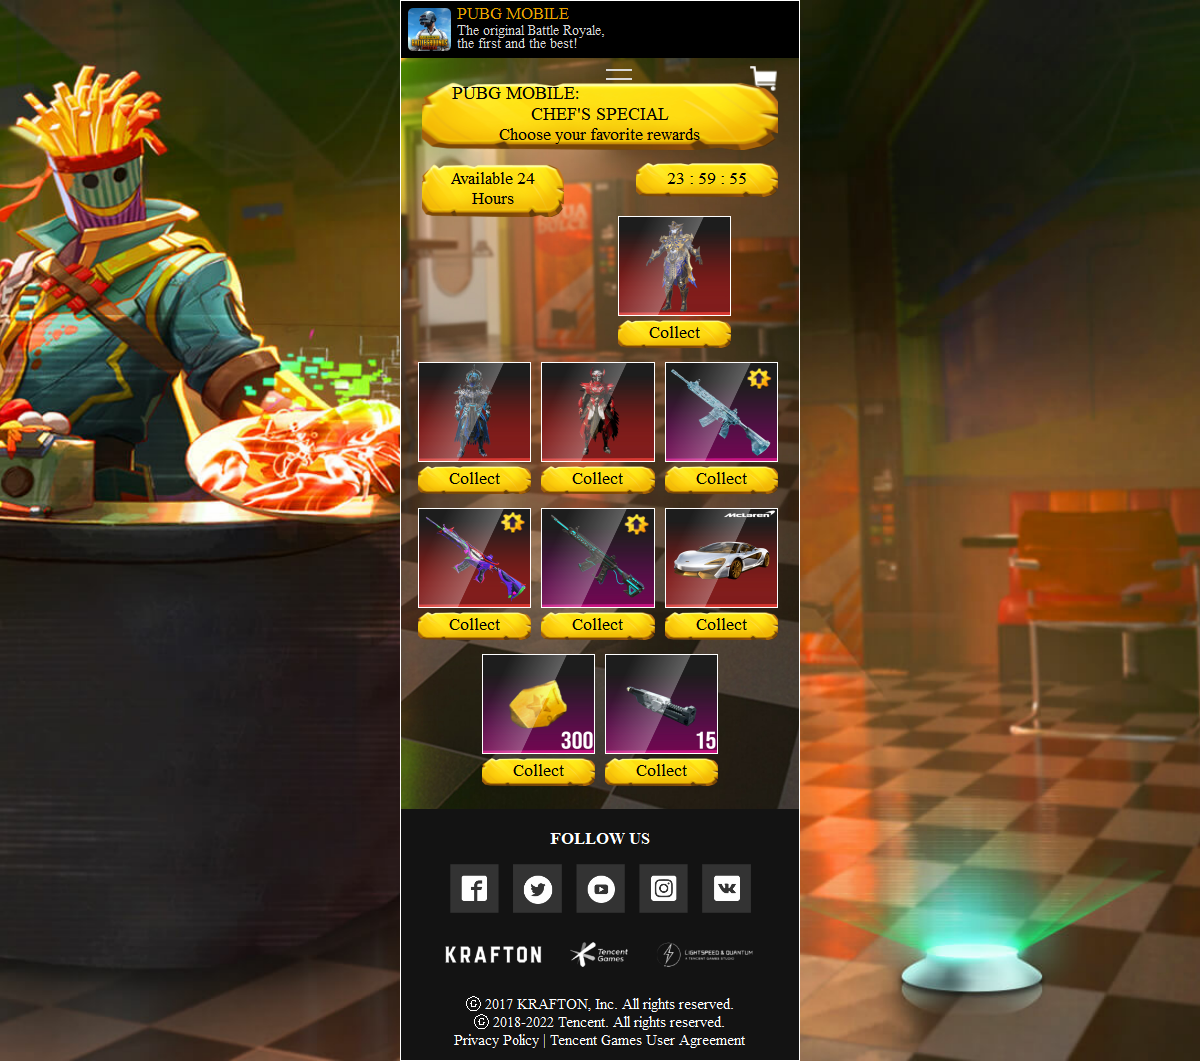 PUBG MOBILE
The original Battle Royale,
the first and the best!
PUBG MOBILE:
CHEF'S SPECIAL
Choose your favorite rewards
Available 24
Hours
23 : 59 : 55
Collect
Collect
Collect
Collect
McLaren
Collect
Collect
Collect
300
15
Collect
Collect
FOLLOW US
KRAFTON
Tencent
Games
LIGHTSPEED & QUANTUM
A TENCENT GAMES STUDIO
© 2017 KRAFTON, Inc. All rights reserved.
© 2018-2022 Tencent. All rights reserved.
Privacy Policy | Tencent Games User Agreement